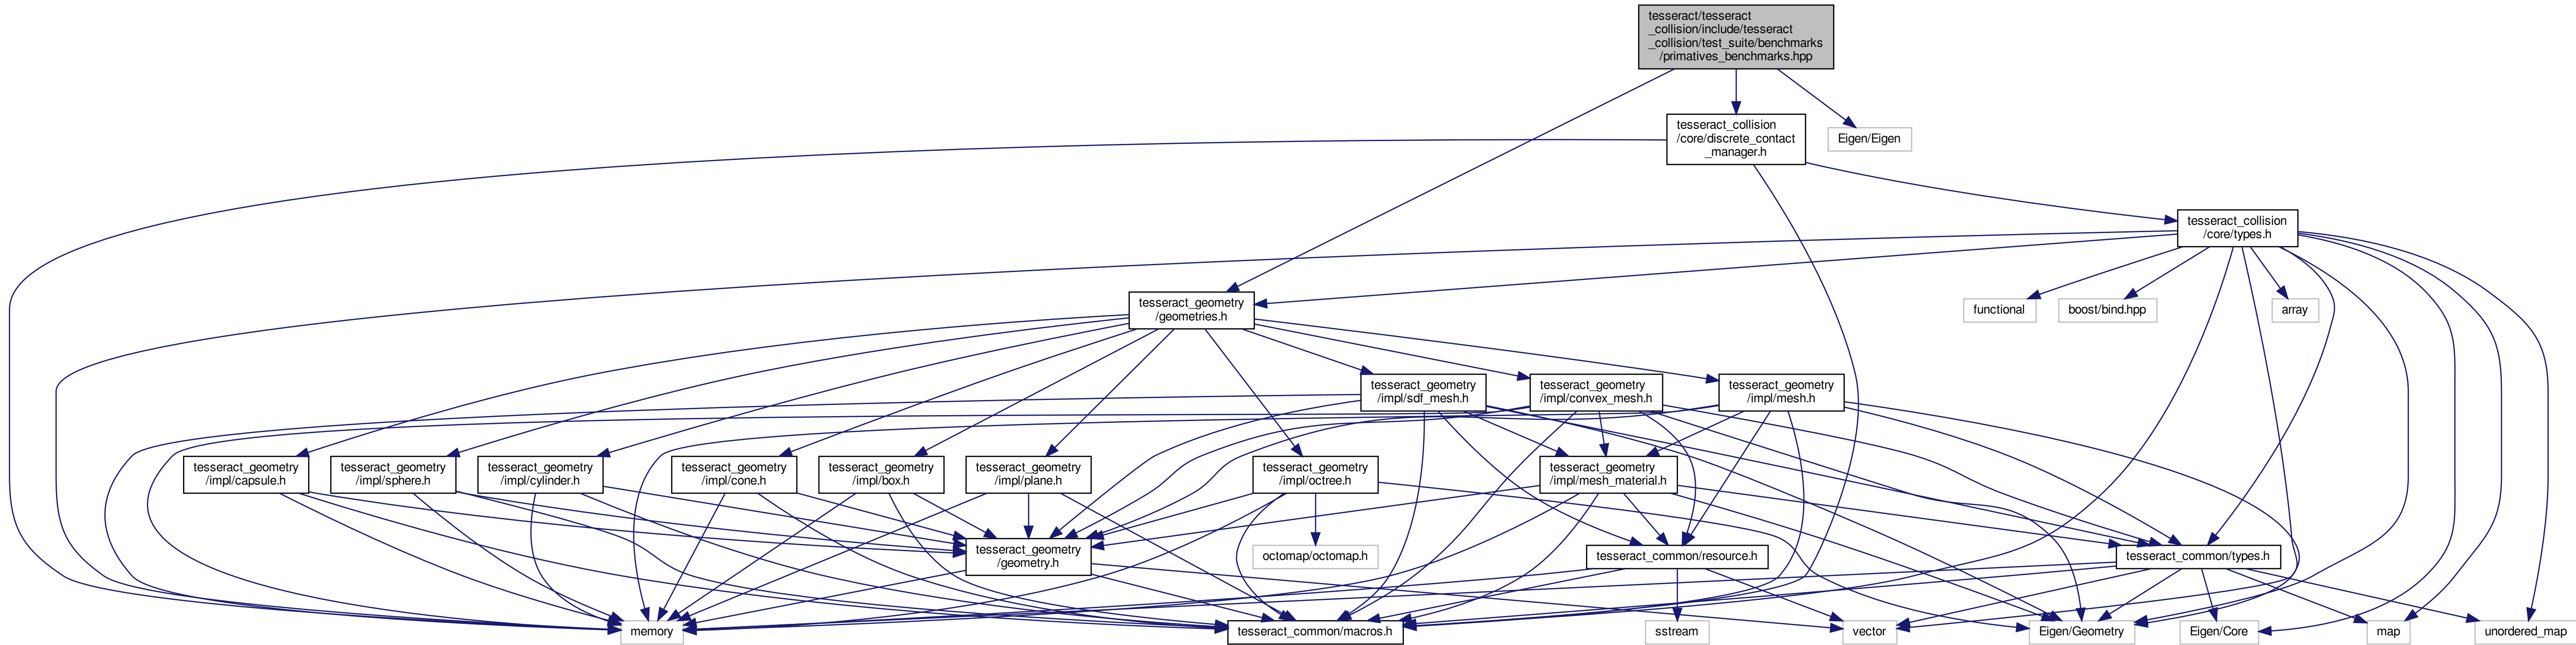 tesseract/tesseract
_collision/include/tesseract
_collision/test_suite/benchmarks
/primatives_benchmarks.hpp
tesseract_collision
/core/discrete_contact
_manager.h
Eigen/Eigen
tesseract_collision
/core/types.h
tesseract_geometry
/geometries.h
functional
boost/bind.hpp
array
tesseract_geometry
/impl/sdf_mesh.h
tesseract_geometry
/impl/convex_mesh.h
tesseract_geometry
/impl/mesh.h
tesseract_geometry
/impl/capsule.h
tesseract_geometry
/impl/sphere.h
tesseract_geometry
/impl/cylinder.h
tesseract_geometry
/impl/cone.h
tesseract_geometry
/impl/box.h
tesseract_geometry
/impl/plane.h
tesseract_geometry
/impl/octree.h
tesseract_geometry
/impl/mesh_material.h
tesseract_geometry
/geometry.h
octomap/octomap.h
tesseract_common/resource.h
tesseract_common/types.h
memory
tesseract_common/macros.h
sstream
vector
Eigen/Geometry
Eigen/Core
map
unordered_map